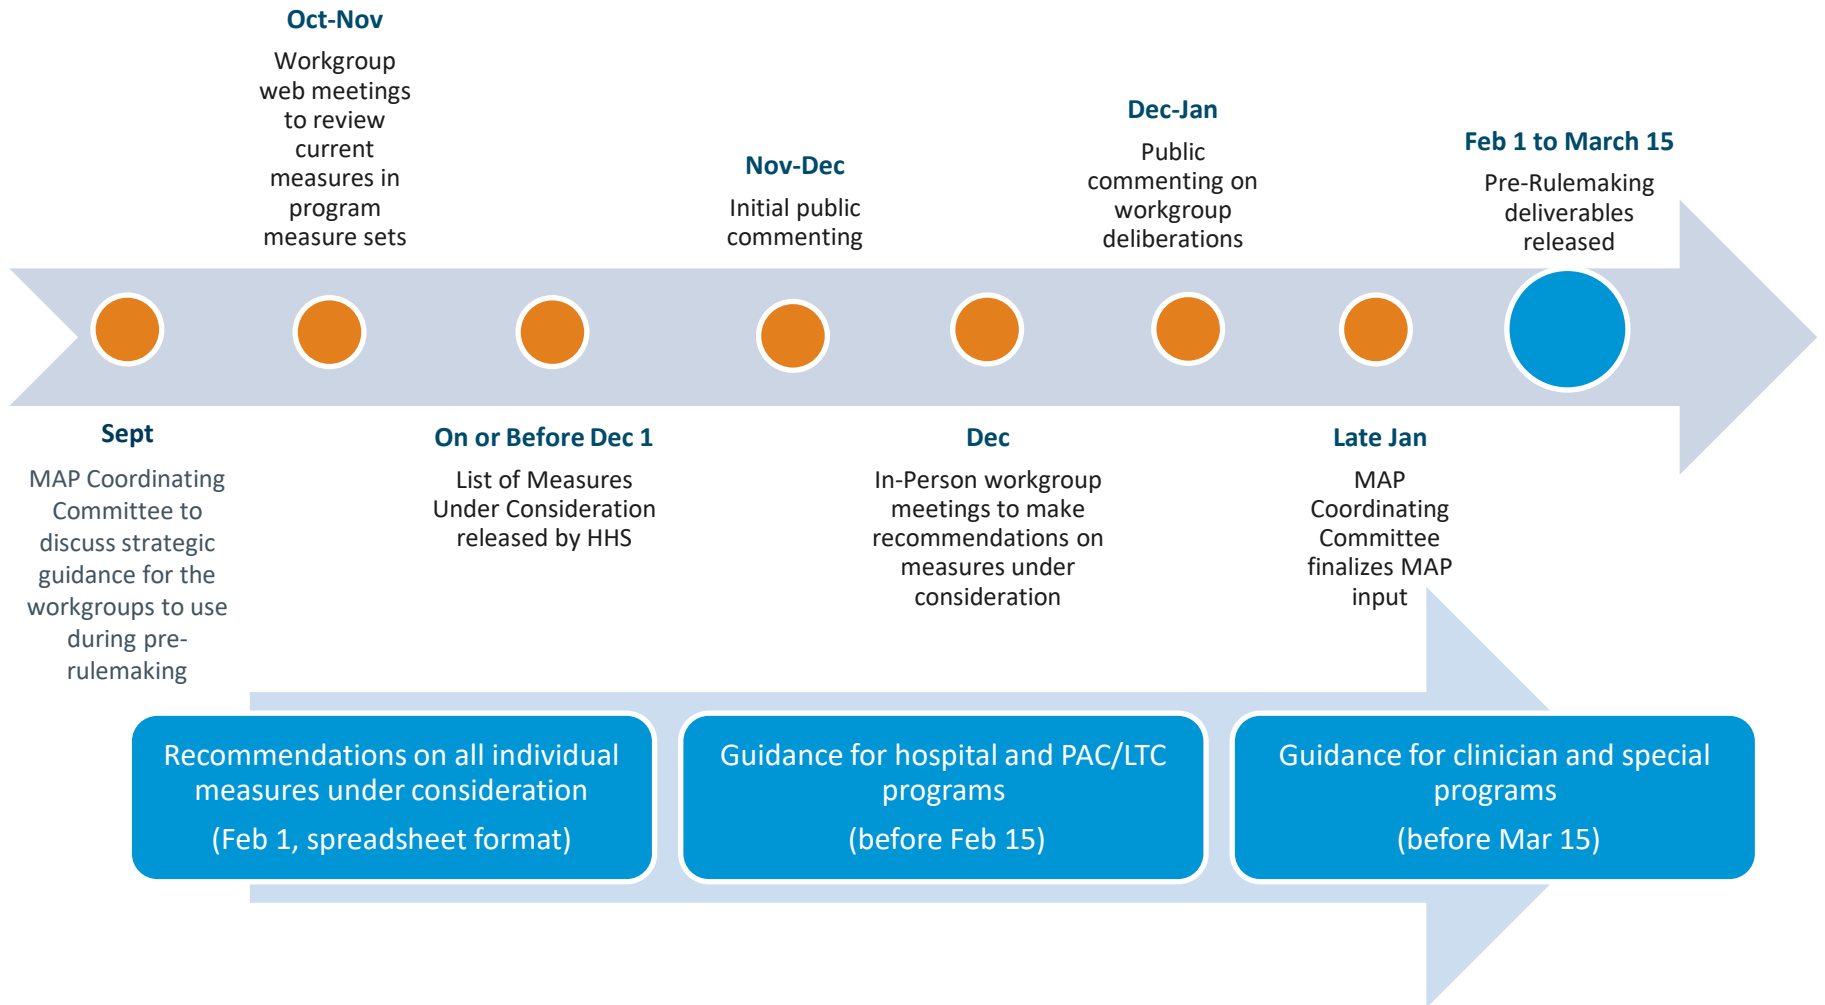 Oct-Nov
Workgroup
web meetings
to review
current
measures in
program
measure sets
Nov-Dec
Initial public
commenting
Dec-Jan
Public
commenting on
workgroup
deliberations
Feb 1 to March 15
Pre-Rulemaking
deliverables
released
Sept
MAP Coordinating
Committee to
discuss strategic
guidance for the
workgroups to use
during pre-
rulemaking
On or Before Dec 1
List of Measures
Under Consideration
released by HHS
Dec
In-Person workgroup
meetings to make
recommendations on
measures under
consideration
Late Jan
MAP
Coordinating
Committee
finalizes MAP
input
Recommendations on all individual
measures under consideration
(Feb 1, spreadsheet format)
Guidance for hospital and PAC/LTC
programs
(before Feb 15)
Guidance for clinician and special
programs
(before Mar 15)